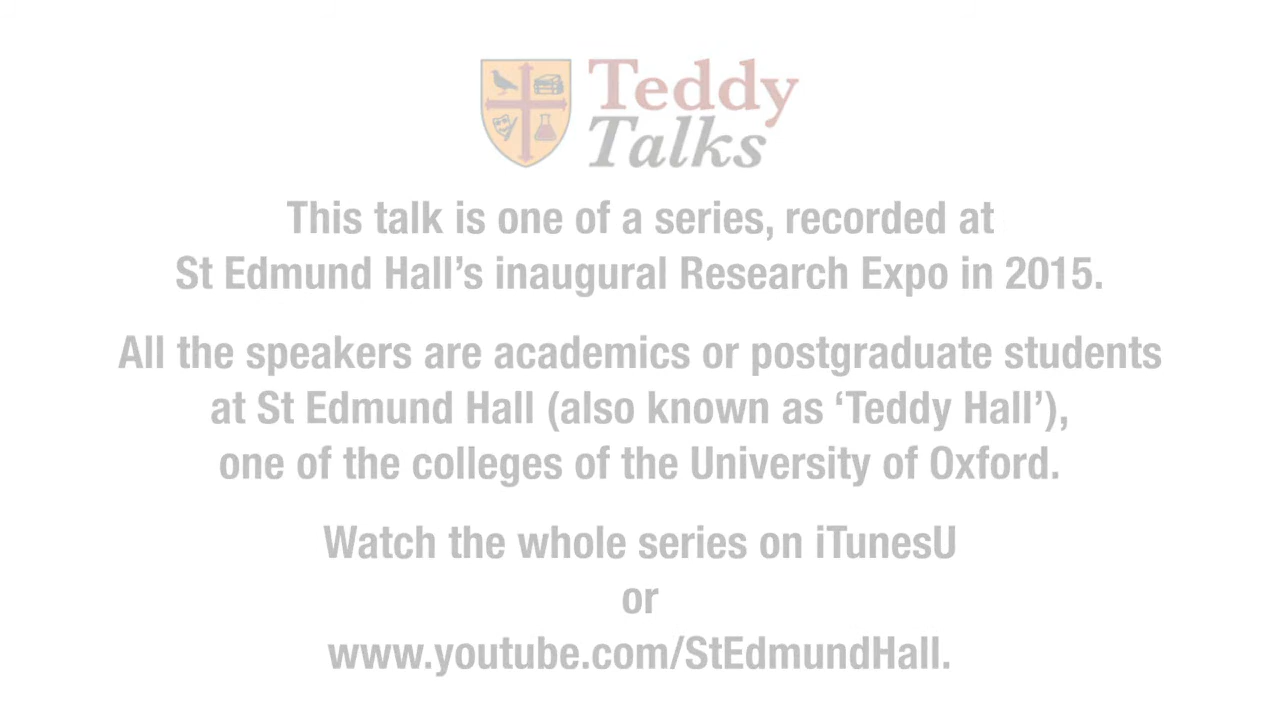 Teddy
Talks
This talk is one of a series, recorded at
St Edmund Hall’s inaugural Research Expo in 2015.
All the speakers are academics or postgraduate students
at St Edmund Hall (also known as ‘Teddy Hall’),
one of the colleges of the University of Oxford.
Watch the whole series on iTunesU
or
www.youtube.com/StEdmundHall.